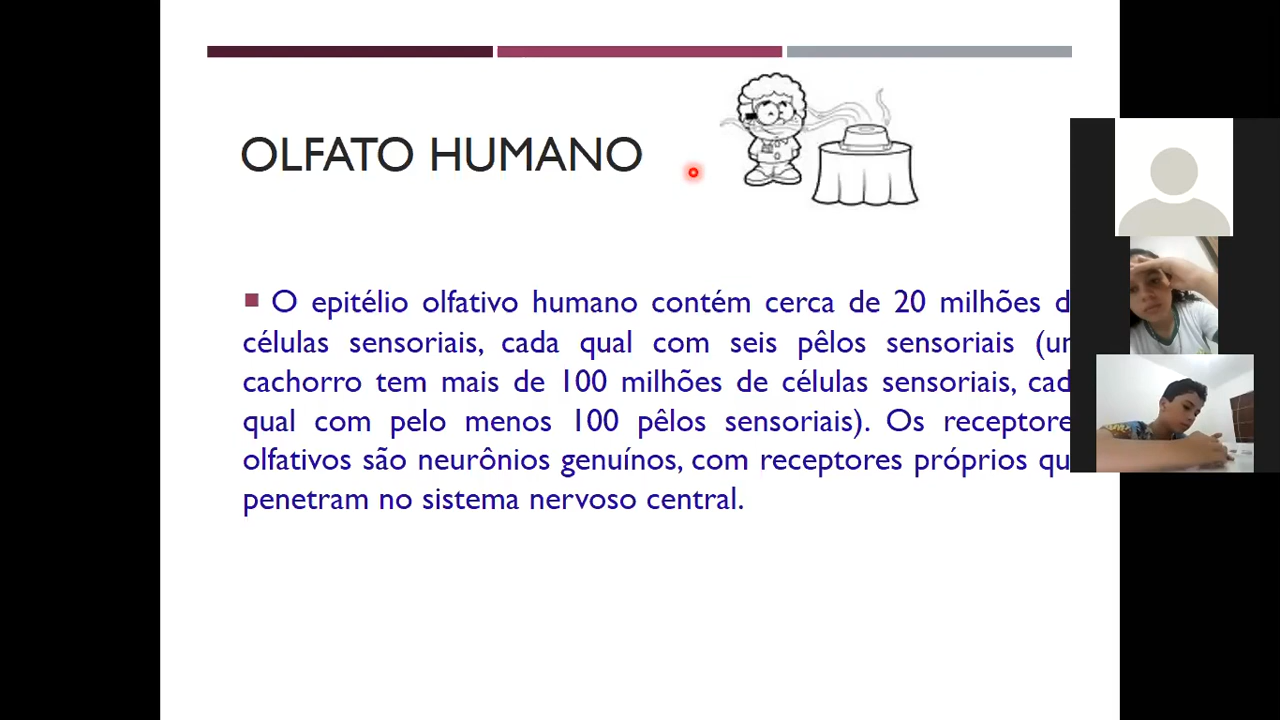 OLFATO HUMANO
O epitélio olfativo humano contém cerca de 20 milhões d
células sensoriais, cada qual com seis pêlos sensoriais (ur
cachorro tem mais de 100 milhões de células sensoriais, cad
qual com pelo menos 100 pêlos sensoriais). Os receptore
olfativos são neurônios genuínos, com receptores próprios qu
penetram no sistema nervoso central.